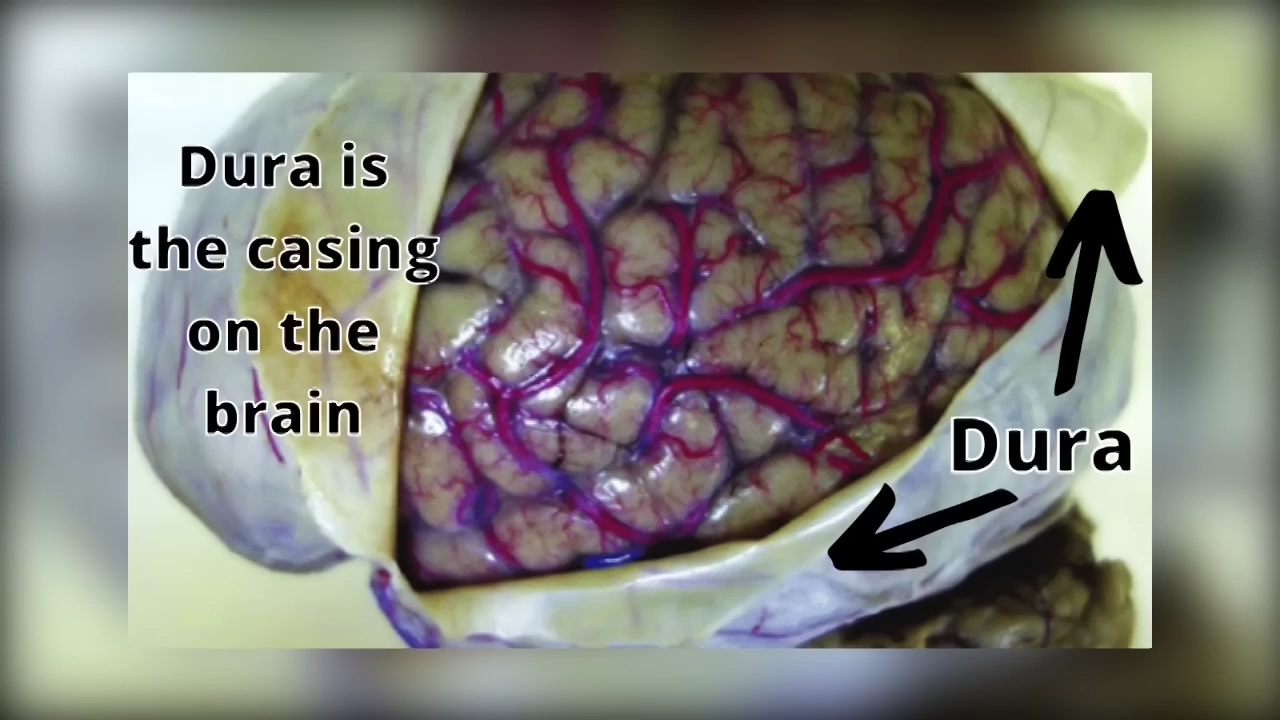 Dura is
the casing
on the
brain
Dura